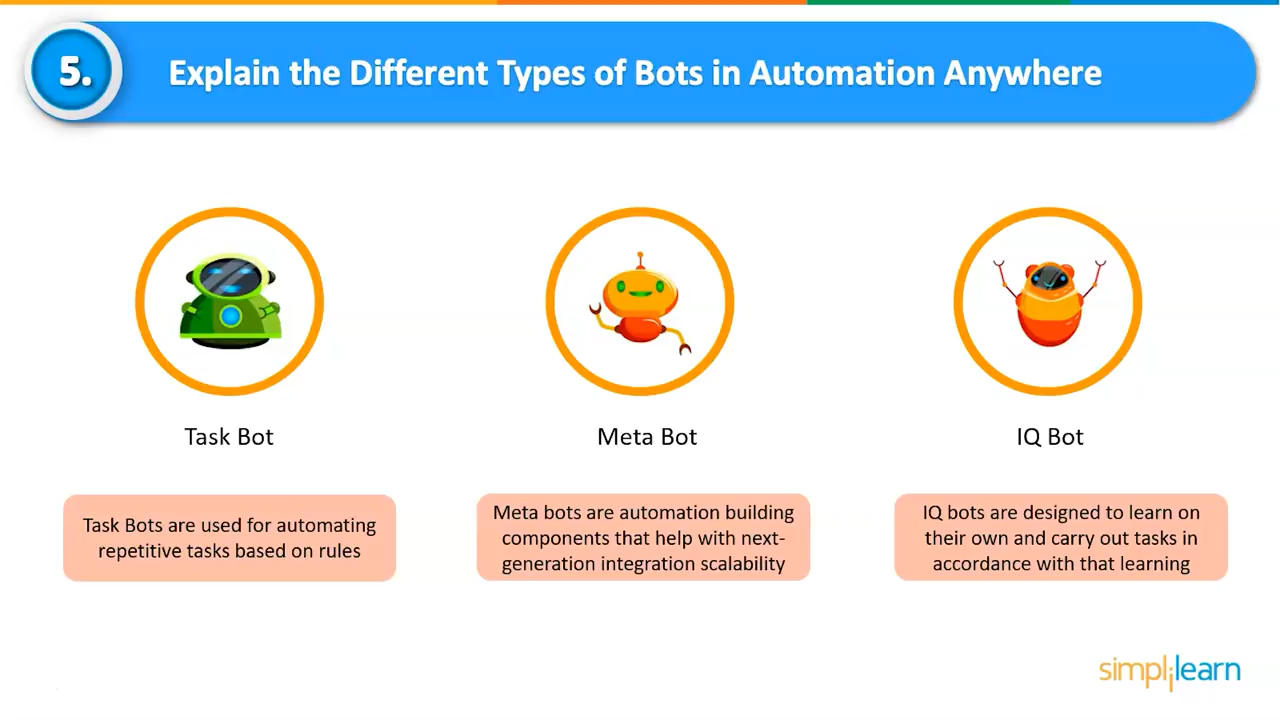 5.
Explain the Different Types of Bots in Automation Anywhere
Task Bot
Meta Bot
IQ Bot
Task Bots are used for automating
repetitive tasks based on rules
Meta bots are automation building
components that help with next-
generation integration scalability
IQ bots are designed to learn on
their own and carry out tasks in
accordance with that learning
simplilearn